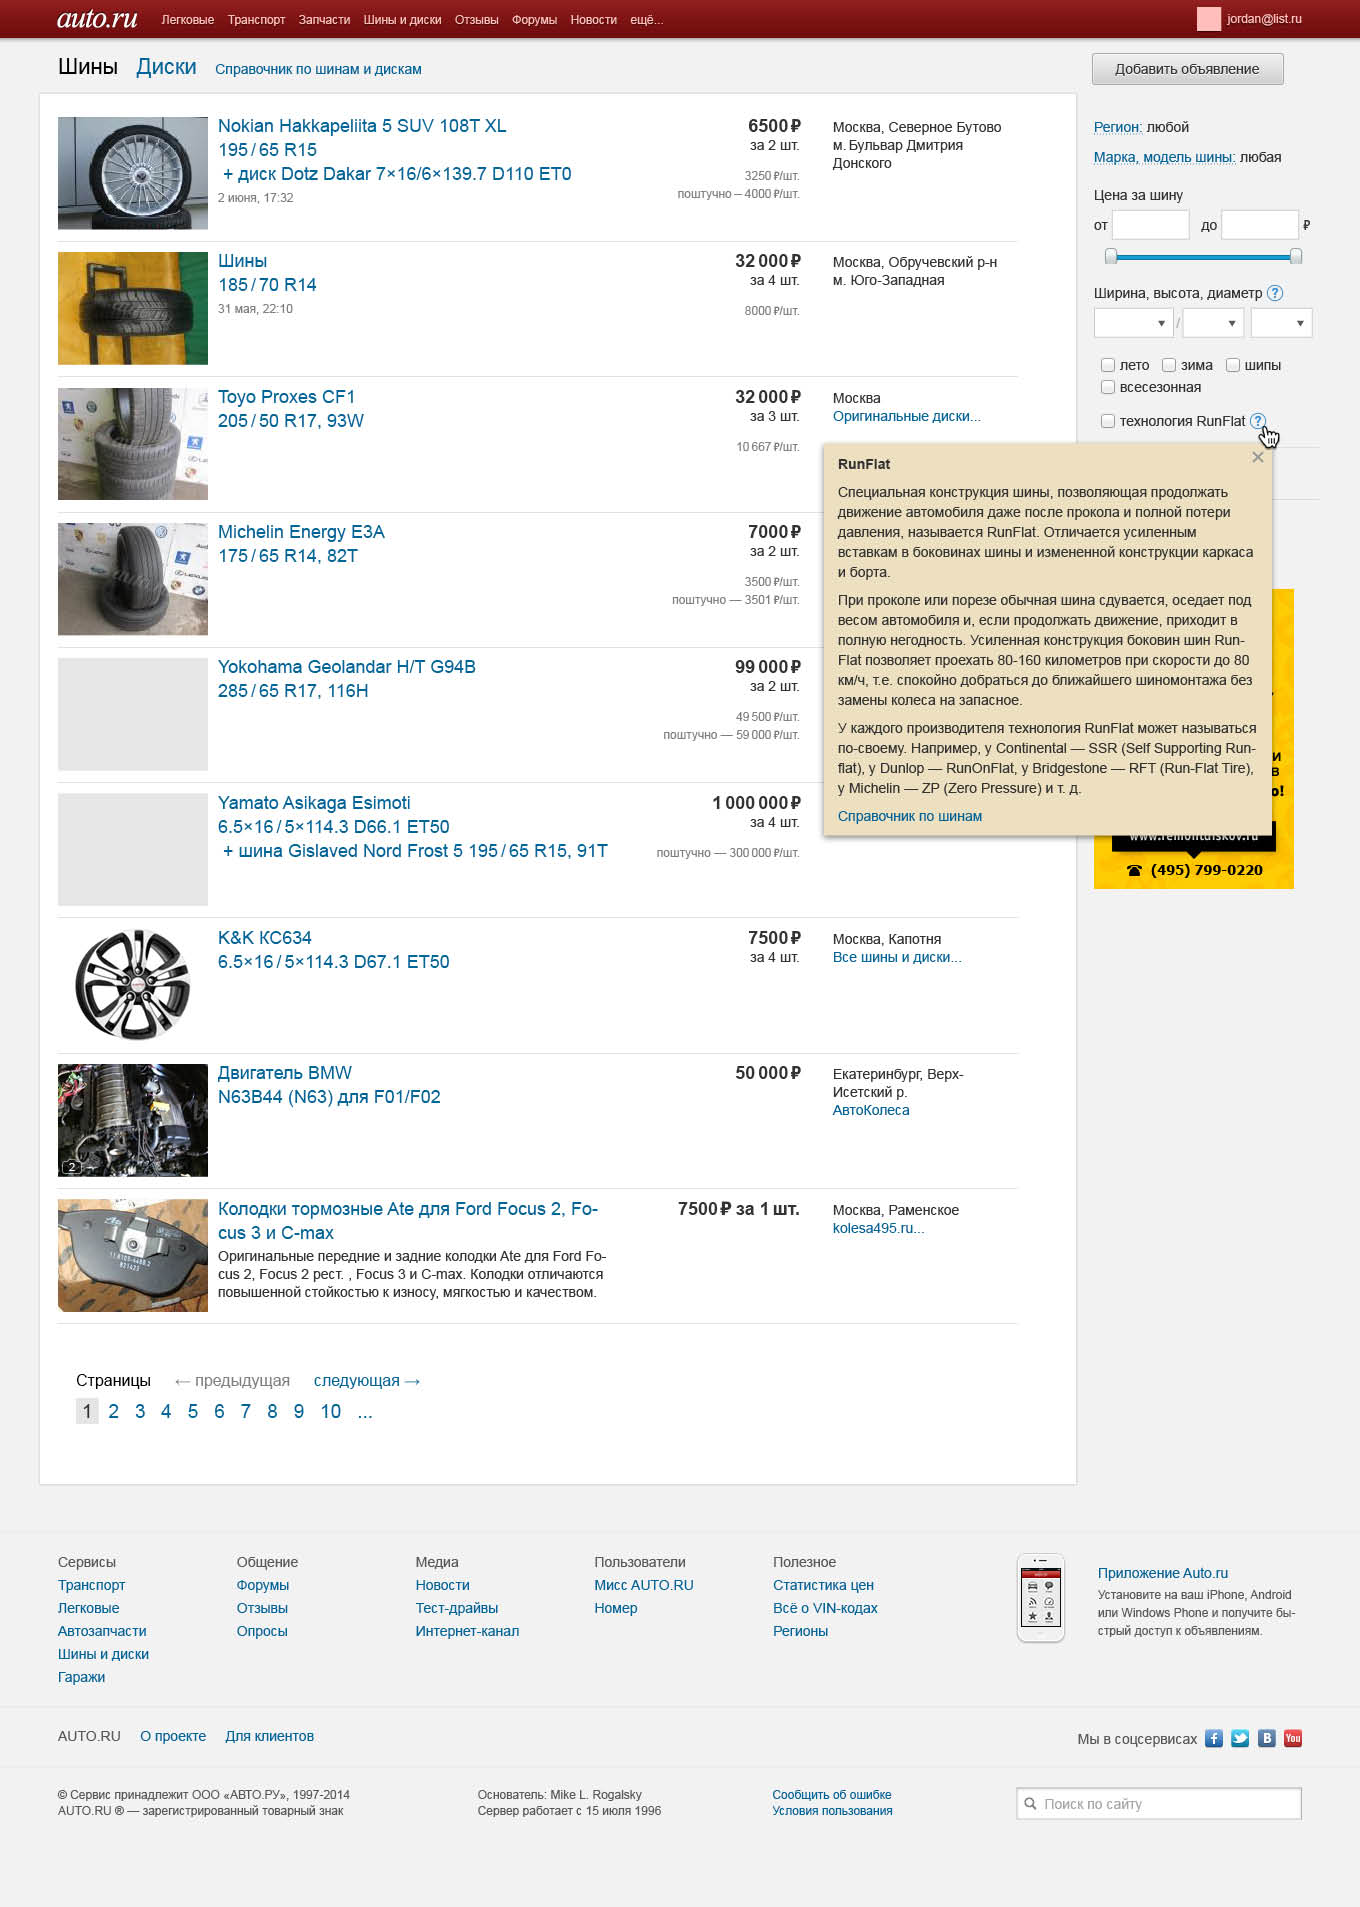 auto.ru Легковые Транспорт Запчасти Шины и диски Отзывы Форумы Новости ещё... jordan@list.ru
Шины Диски Справочник по шинам и дискам
Добавить объявление
Nokian Hakkapeliita 5 SUV 108T XL
195/65 R15
+ диск Dotz Dakar 7×16/6×139.7 D110 ET0
2 июня, 17:32
6500 ₽
за 2 шт.
3250 ₽/шт.
поштучно – 4000 ₽/шт.
Москва, Северное Бутово
м. Бульвар Дмитрия
Донского
Шины
185/70 R14
31 мая, 22:10
32 000 ₽
за 4 шт.
8000 ₽/шт.
Москва, Обручевский р-н
м. Юго-Западная
Toyo Proxes CF1
205/50 R17, 93W
32 000 ₽
за 3 шт.
10 667 ₽/шт.
Москва
Оригинальные диски...
Michelin Energy E3A
175/65 R14, 82T
7000 ₽
за 2 шт.
3500 ₽/шт.
поштучно — 3501 ₽/шт.
Yokohama Geolandar H/T G94B
285/65 R17, 116H
99 000 ₽
за 2 шт.
49 500 ₽/шт.
поштучно — 59 000 ₽/шт.
Yamato Asikaga Esimoti
6.5×16/5×114.3 D66.1 ET50
+ шина Gislaved Nord Frost 5 195/65 R15, 91T
1 000 000 ₽
за 4 шт.
поштучно — 300 000 ₽/шт.
K&K КС634
6.5×16/5×114.3 D67.1 ET50
7500 ₽
за 4 шт.
Москва, Капотня
Все шины и диски...
Двигатель BMW
N63B44 (N63) для F01/F02
2
50 000 ₽
Екатеринбург, Верх-
Исетский р.
АвтоКолеса
Колодки тормозные Ate для Ford Focus 2, Fo-
cus 3 и C-max
Оригинальные передние и задние колодки Ate для Ford Fo-
cus 2, Focus 2 рест. , Focus 3 и C-max. Колодки отличаются
повышенной стойкостью к износу, мягкостью и качеством.
7500 ₽ за 1 шт.
Москва, Раменское
kolesa495.ru...
Регион: любой
Марка, модель шины: любая
Цена за шину
от до ₽
Ширина, высота, диаметр ?
/
лето зима шипы
всесезонная
технология RunFlat ?
RunFlat
Специальная конструкция шины, позволяющая продолжать
движение автомобиля даже после прокола и полной потери
давления, называется RunFlat. Отличается усиленным
вставкам в боковинах шины и измененной конструкции каркаса
и борта.
При проколе или порезе обычная шина сдувается, оседает под
весом автомобиля и, если продолжать движение, приходит в
полную негодность. Усиленная конструкция боковин шин Run-
Flat позволяет проехать 80-160 километров при скорости до 80
км/ч, т.е. спокойно добраться до ближайшего шиномонтажа без
замены колеса на запасное.
У каждого производителя технология RunFlat может называться
по-своему. Например, у Continental — SSR (Self Supporting Run-
flat), у Dunlop — RunOnFlat, у Bridgestone — RFT (Run-Flat Tire),
у Michelin — ZP (Zero Pressure) и т. д.
Справочник по шинам
www.remontdiskov.ru
(495) 799-0220
Страницы ← предыдущая следующая →
1 2 3 4 5 6 7 8 9 10 ...
Сервисы
Транспорт
Легковые
Автозапчасти
Шины и диски
Гаражи
Общение
Форумы
Отзывы
Опросы
Медиа
Новости
Тест-драйвы
Интернет-канал
Пользователи
Мисс AUTO.RU
Номер
Полезное
Статистика цен
Всё о VIN-кодах
Регионы
Приложение Auto.ru
Установите на ваш iPhone, Android
или Windows Phone и получите бы-
стрый доступ к объявлениям.
AUTO.RU О проекте Для клиентов
Мы в соцсервисах
© Сервис принадлежит ООО «АВТО.РУ», 1997-2014
AUTO.RU ® — зарегистрированный товарный знак
Основатель: Mike L. Rogalsky
Сервер работает с 15 июля 1996
Сообщить об ошибке
Условия пользования
Поиск по сайту